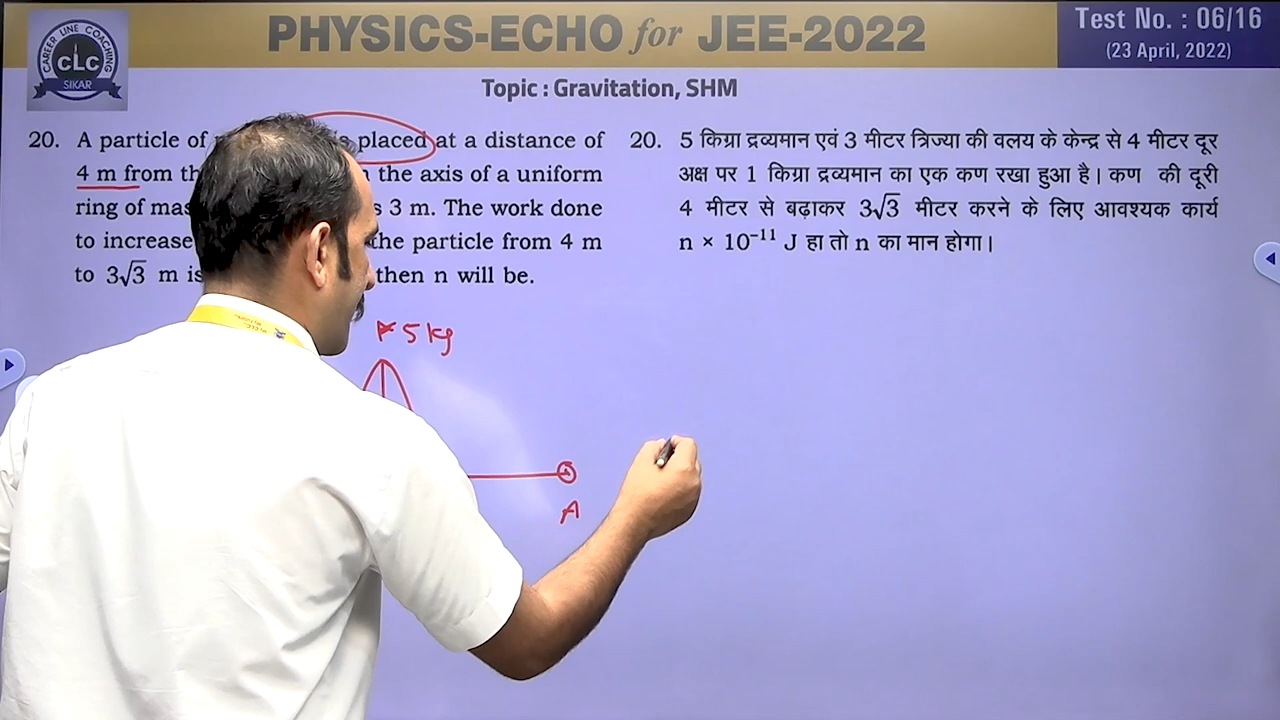 PHYSICS-ECHO for JEE-2022
Test No. : 06/16
(23 April, 2022)
CAREER LINE COACHING
CLC
SIKAR
Topic : Gravitation, SHM
20. A particle of placed at a distance of
4 m from the axis of a uniform
ring of 3 m. The work done
to increase the particle from 4 m
to 3√3 m then n will be.
20. 5 किग्रा द्रव्यमान एवं 3 मीटर त्रिज्या की वलय के केन्द्र से 4 मीटर दूर
अक्ष पर 1 किग्रा द्रव्यमान का एक कण रखा हुआ है। कण की दूरी
4 मीटर से बढ़ाकर 3√3 मीटर करने के लिए आवश्यक कार्य
n × 10⁻¹¹ J हा तो n का मान होगा।
5 kg
A